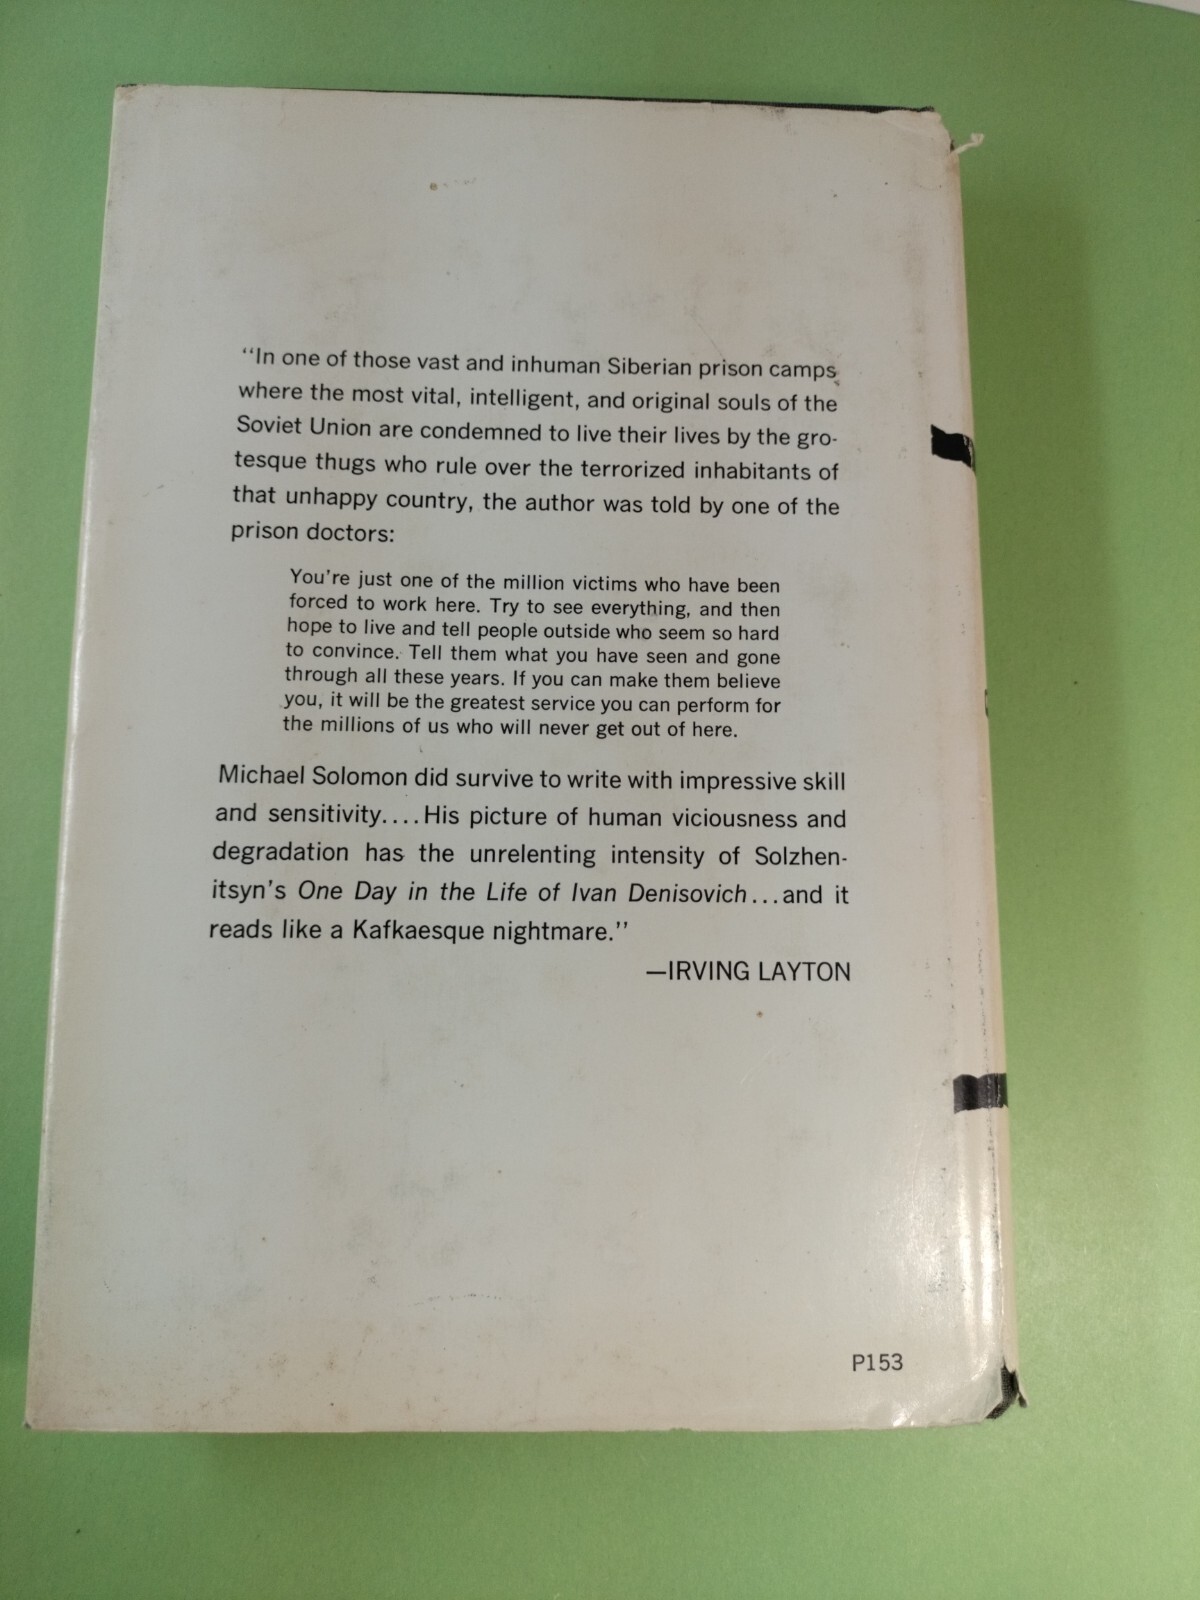 “In one of those vast and inhuman Siberian prison camps
where the most vital, intelligent, and original souls of the
Soviet Union are condemned to live their lives by the gro-
tesque thugs who rule over the terrorized inhabitants of
that unhappy country, the author was told by one of the
prison doctors:
You're just one of the million victims who have been
forced to work here. Try to see everything, and then
hope to live and tell people outside who seem so hard
to convince. Tell them what you have seen and gone
through all these years. If you can make them believe
you, it will be the greatest service you can perform for
the millions of us who will never get out of here.
Michael Solomon did survive to write with impressive skill
and sensitivity....His picture of human viciousness and
degradation has the unrelenting intensity of Solzhen-
itsyn's One Day in the Life of Ivan Denisovich...and it
reads like a Kafkaesque nightmare.”
—IRVING LAYTON
P153